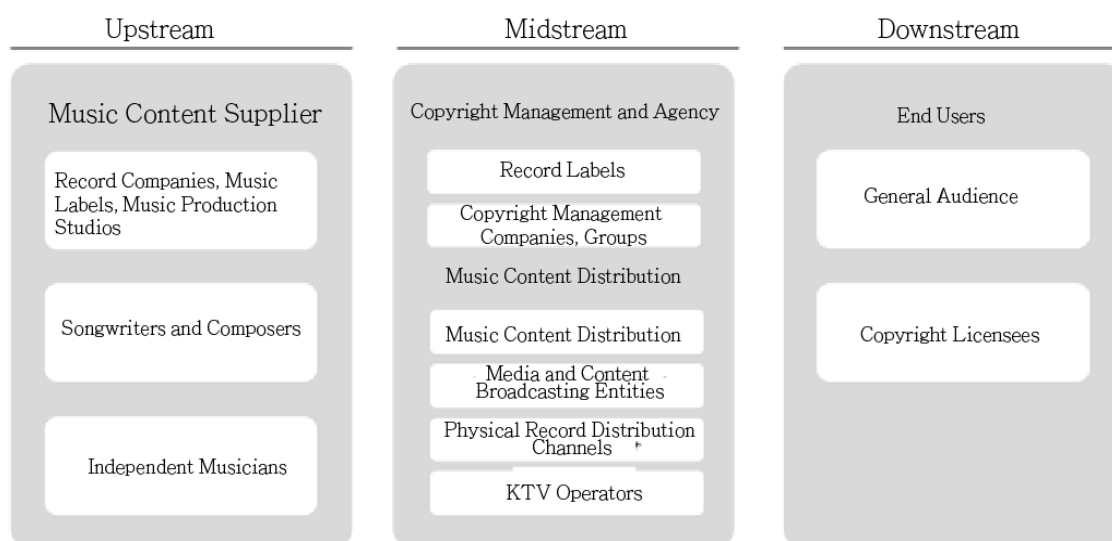 Upstream
Music Content Supplier
Record Companies, Music
Labels, Music Production
Studios
Songwriters and Composers
Independent Musicians
Midstream
Copyright Management and Agency
Record Labels
Copyright Management
Companies, Groups
Music Content Distribution
Music Content Distribution
Media and Content
Broadcasting Entities
Physical Record Distribution
Channels
KTV Operators
Downstream
End Users
General Audience
Copyright Licensees